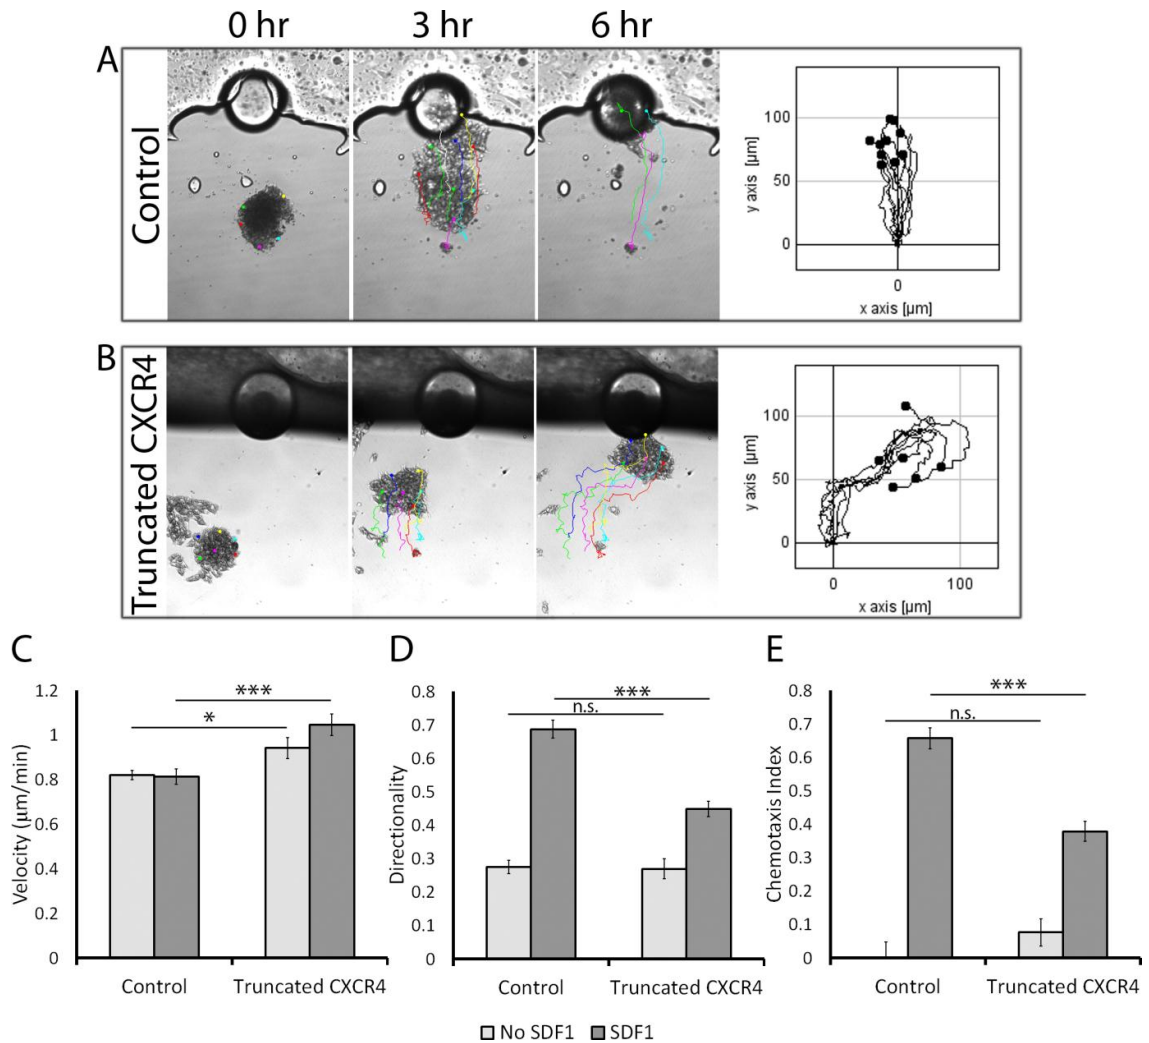 0 hr 3 hr 6 hr
A
Control
y axis [µm]
100
50
0
0
x axis [µm]
B
Truncated CXCR4
y axis [µm]
100
50
0
0 100
x axis [µm]
C
Velocity (µm/min)
1.2
1
0.8
0.6
0.4
0.2
0
***
*
Control Truncated CXCR4
D
Directionality
0.8
0.7
0.6
0.5
0.4
0.3
0.2
0.1
0
***
n.s.
Control Truncated CXCR4
E
Chemotaxis Index
0.8
0.7
0.6
0.5
0.4
0.3
0.2
0.1
0
***
n.s.
Control Truncated CXCR4
No SDF1 SDF1